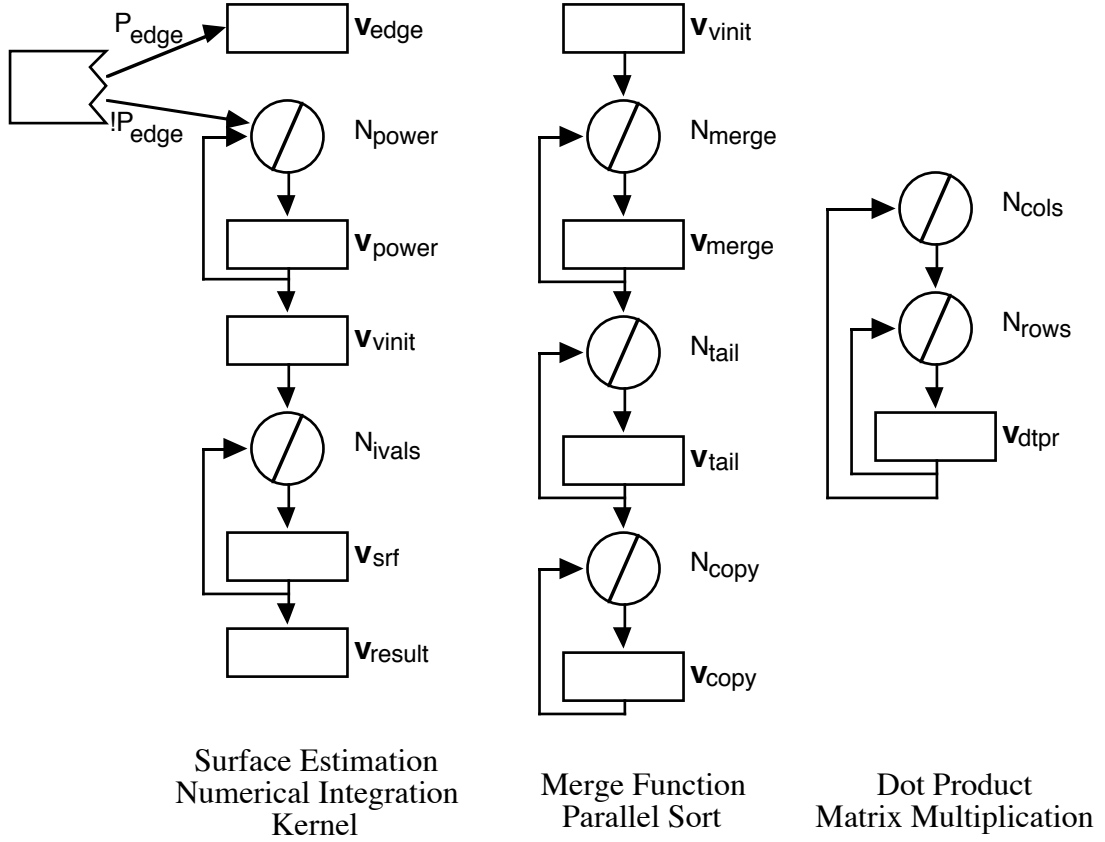 Pedge
vedge
!Pedge
Npower
vpower
vvinit
Nivals
vsrf
vresult
Surface Estimation
Numerical Integration
Kernel
vvinit
Nmerge
vmerge
Ntail
vtail
Ncopy
vcopy
Merge Function
Parallel Sort
Ncols
Nrows
vdtpr
Dot Product
Matrix Multiplication